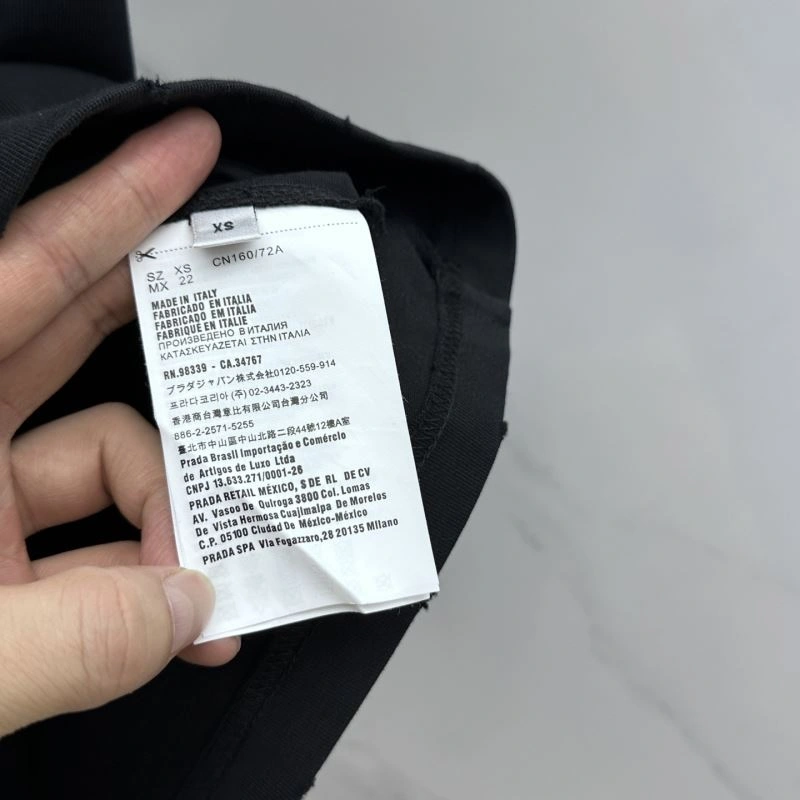 XS
SZ XS CN160/72A
MX 22
MADE IN ITALY
FABRICADO EN ITALIA
FABRICADO EM ITALIA
FABRIQUÉ EN ITALIE
ПРОИЗВЕДЕНО В ИТАЛИЯ
ΚΑΤΑΣΚΕΥΑΖΕΤΑΙ ΣΤΗΝ ΙΤΑΛΙΑ
RN.98339 - CA.34767
プラダジャパン株式会社0120-559-914
프라다코리아 (주) 02-3443-2323
香港商台灣章比有限公司台灣分公司
886-2-2571-5255
臺北市中山區中山北路二段44號12樓A室
Prada Brasil Importação e Comércio
de Artigos de Luxo Ltda
CNPJ 13.633.271/0001-26
PRADA RETAIL MÉXICO, S DE RL DE CV
AV. Vasoo De Quiroga 3800 Col. Lomas
De Vista Hermosa Cuajimalpa De Morelos
C.P. 05100 Ciudad De México-México
PRADA SPA Via Fogazzaro,28 20135 Milano